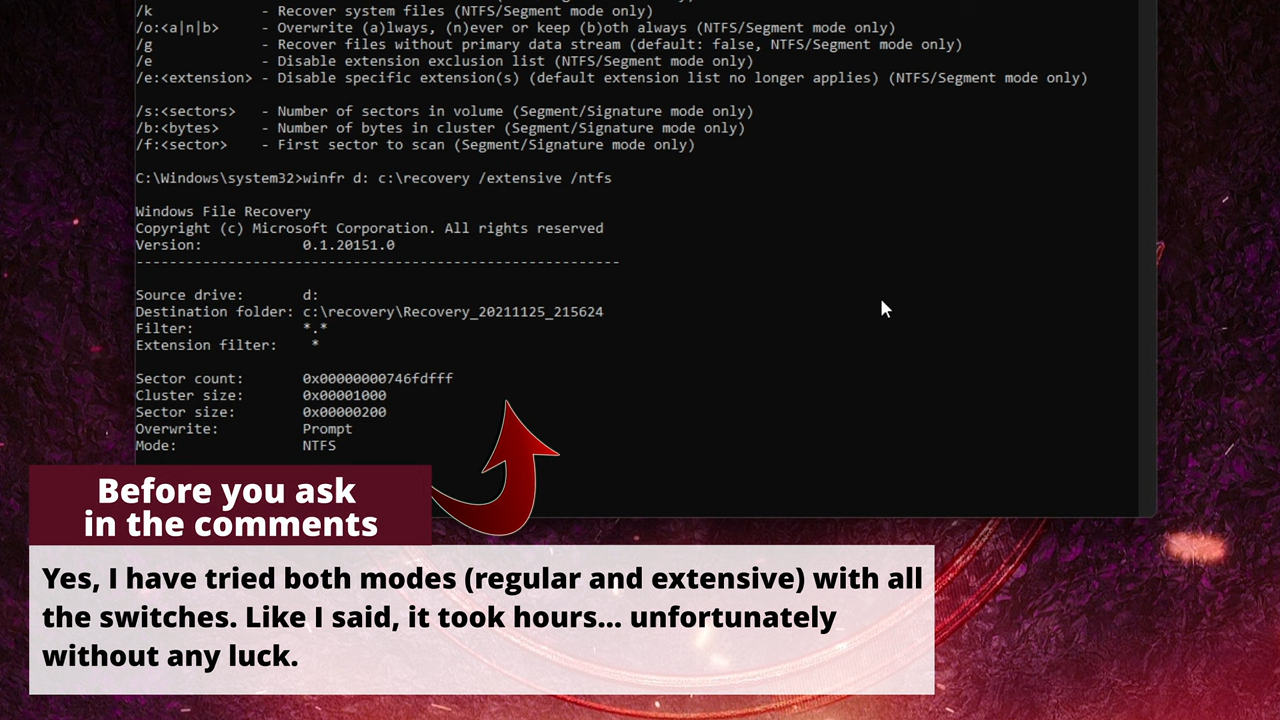 /k - Recover system files (NTFS/Segment mode only)
/o:<a|n|b> - Overwrite (a)lways, (n)ever or keep (b)oth always (NTFS/Segment mode only)
/g - Recover files without primary data stream (default: false, NTFS/Segment mode only)
/e - Disable extension exclusion list (NTFS/Segment mode only)
/e:<extension> - Disable specific extension(s) (default extension list no longer applies) (NTFS/Segment mode only)
/s:<sectors> - Number of sectors in volume (Segment/Signature mode only)
/b:<bytes> - Number of bytes in cluster (Segment/Signature mode only)
/f:<sector> - First sector to scan (Segment/Signature mode only)
C:\Windows\system32>winfr d: c:\recovery /extensive /ntfs
Windows File Recovery
Copyright (c) Microsoft Corporation. All rights reserved
Version: 0.1.20151.0
----------------------------------------------------------
Source drive: d:
Destination folder: c:\recovery\Recovery_20211125_215624
Filter: *.*
Extension filter: *
Sector count: 0x00000000746fdfff
Cluster size: 0x00001000
Sector size: 0x00000200
Overwrite: Prompt
Mode: NTFS
Before you ask
in the comments
Yes, I have tried both modes (regular and extensive) with all
the switches. Like I said, it took hours... unfortunately
without any luck.